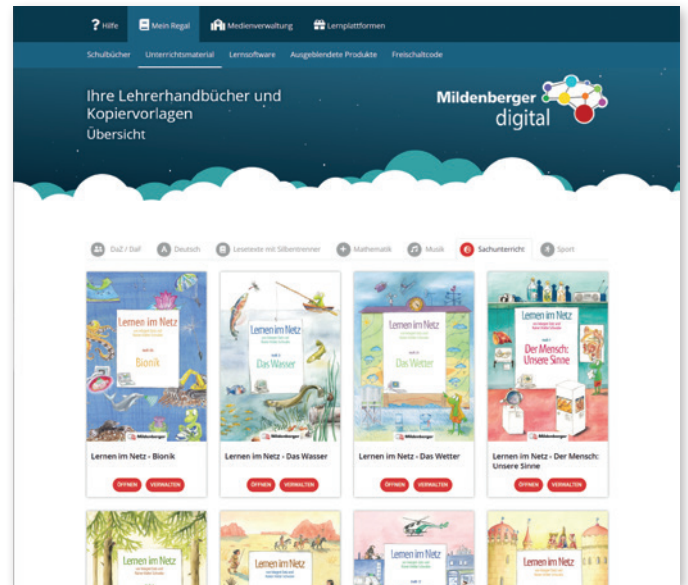 ? Hilfe
Mein Regal
Medienverwaltung
Lernplattformen
Schulbücher
Unterrichtsmaterial
Lernsoftware
Ausgeblendete Produkte
Freischaltcode
Ihre Lehrerhandbücher und
Kopiervorlagen
Übersicht
Mildenberger
digital
DaZ / DaF
A Deutsch
Lesetexte mit Silbentrenner
Mathematik
Musik
Sachunterricht
Sport
Lernen im Netz
Bionik
Mildenberger
Lernen im Netz
Das Wasser
Mildenberger
Lernen im Netz
Das Wetter
Mildenberger
Lernen im Netz
Der Mensch:
Unsere Sinne
Mildenberger
Lernen im Netz - Bionik
ÖFFNEN
VERWALTEN
Lernen im Netz - Das Wasser
ÖFFNEN
VERWALTEN
Lernen im Netz - Das Wetter
ÖFFNEN
VERWALTEN
Lernen im Netz - Der Mensch:
Unsere Sinne
ÖFFNEN
VERWALTEN
Lernen im Netz
Lernen im Netz
Lernen im Netz
Lernen im Netz